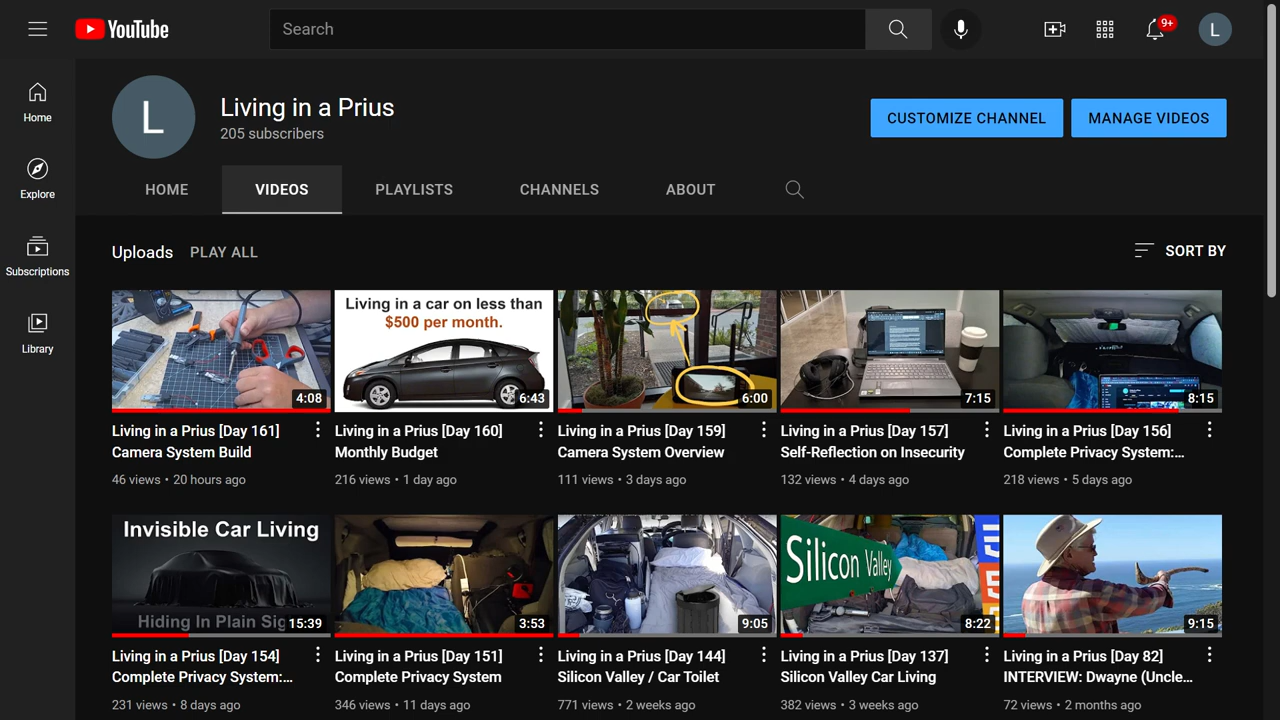 YouTube
Search
9+
L
Home
Explore
Subscriptions
Library
L
Living in a Prius
205 subscribers
CUSTOMIZE CHANNEL
MANAGE VIDEOS
HOME
VIDEOS
PLAYLISTS
CHANNELS
ABOUT
Uploads
PLAY ALL
SORT BY
4:08
Living in a Prius [Day 161]
Camera System Build
46 views • 20 hours ago
Living in a car on less than
$500 per month.
6:43
Living in a Prius [Day 160]
Monthly Budget
216 views • 1 day ago
6:00
Living in a Prius [Day 159]
Camera System Overview
111 views • 3 days ago
7:15
Living in a Prius [Day 157]
Self-Reflection on Insecurity
132 views • 4 days ago
8:15
Living in a Prius [Day 156]
Complete Privacy System:...
218 views • 5 days ago
Invisible Car Living
Hiding In Plain Sig
15:39
Living in a Prius [Day 154]
Complete Privacy System:...
231 views • 8 days ago
3:53
Living in a Prius [Day 151]
Complete Privacy System
346 views • 11 days ago
9:05
Living in a Prius [Day 144]
Silicon Valley / Car Toilet
771 views • 2 weeks ago
Silicon Valley
8:22
Living in a Prius [Day 137]
Silicon Valley Car Living
382 views • 3 weeks ago
9:15
Living in a Prius [Day 82]
INTERVIEW: Dwayne (Uncle...
72 views • 2 months ago